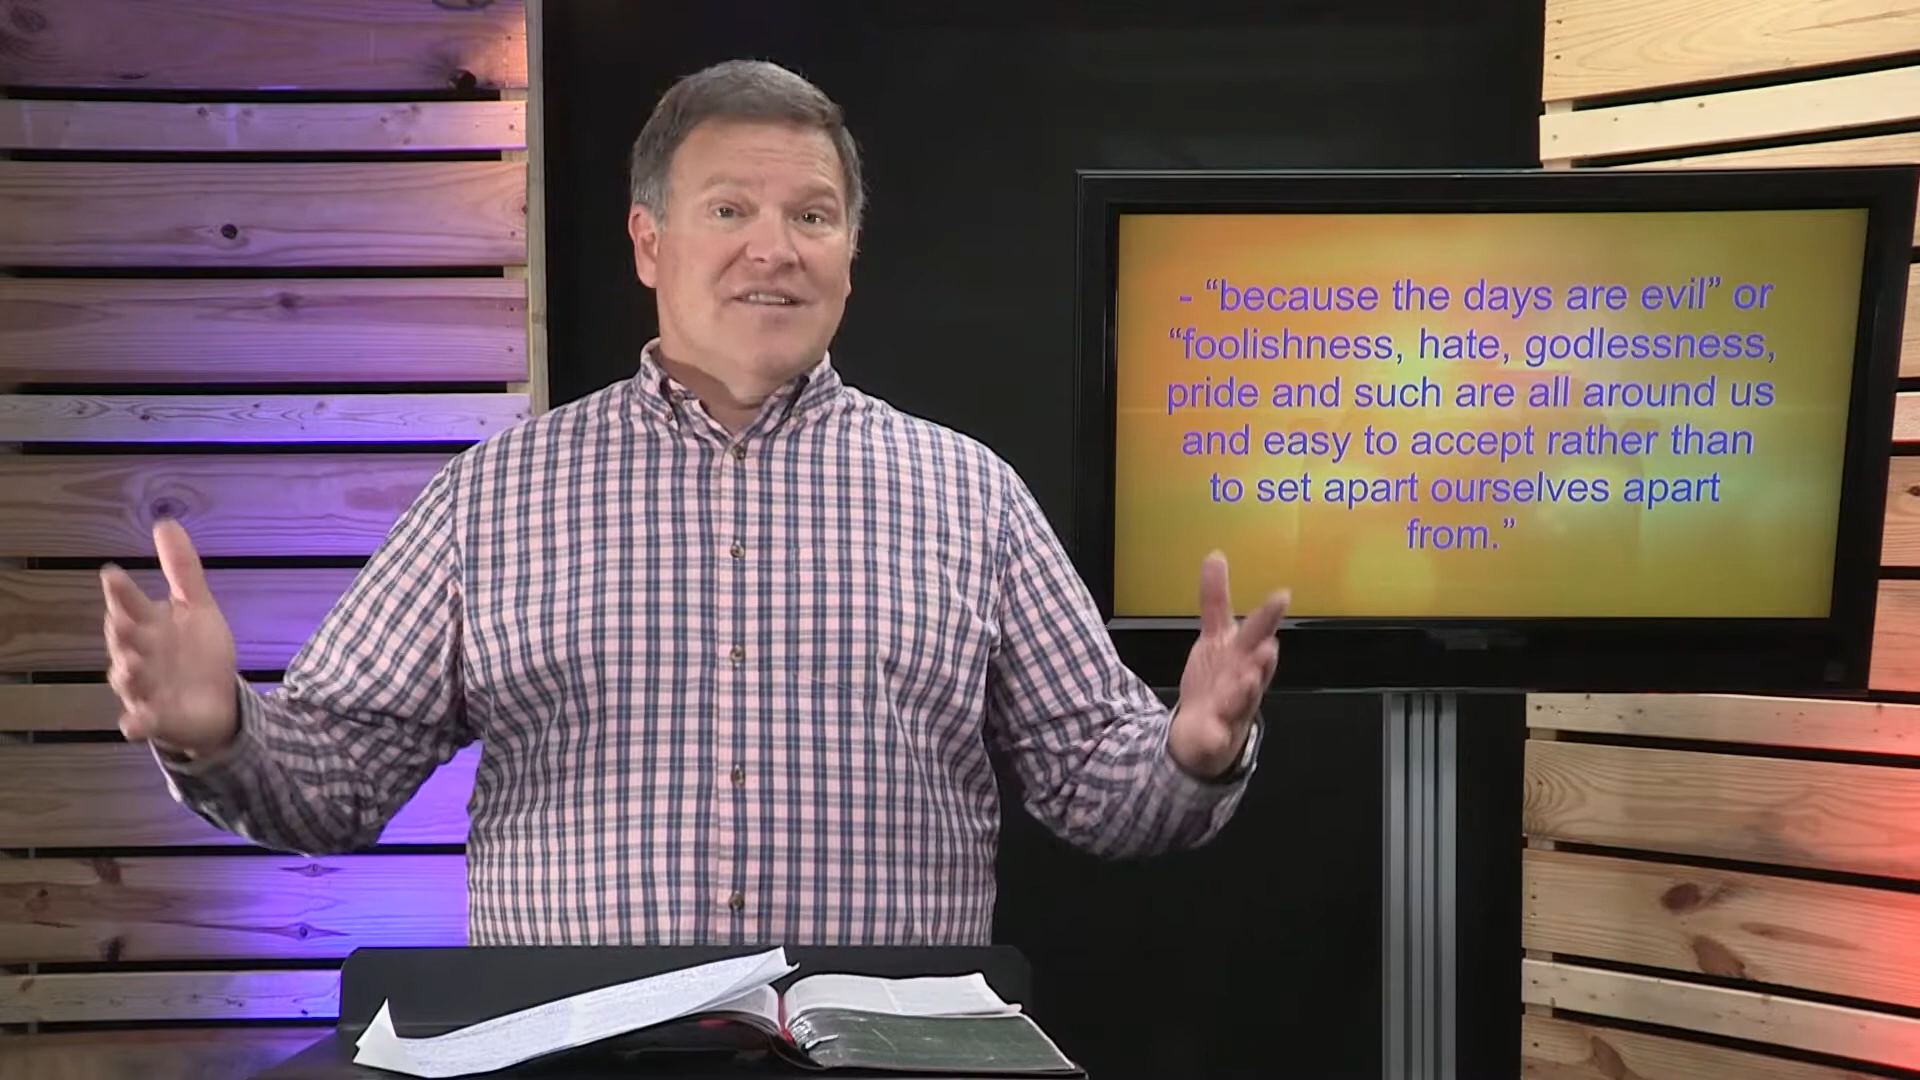 - “because the days are evil” or
“foolishness, hate, godlessness,
pride and such are all around us
and easy to accept rather than
to set apart ourselves apart
from.”